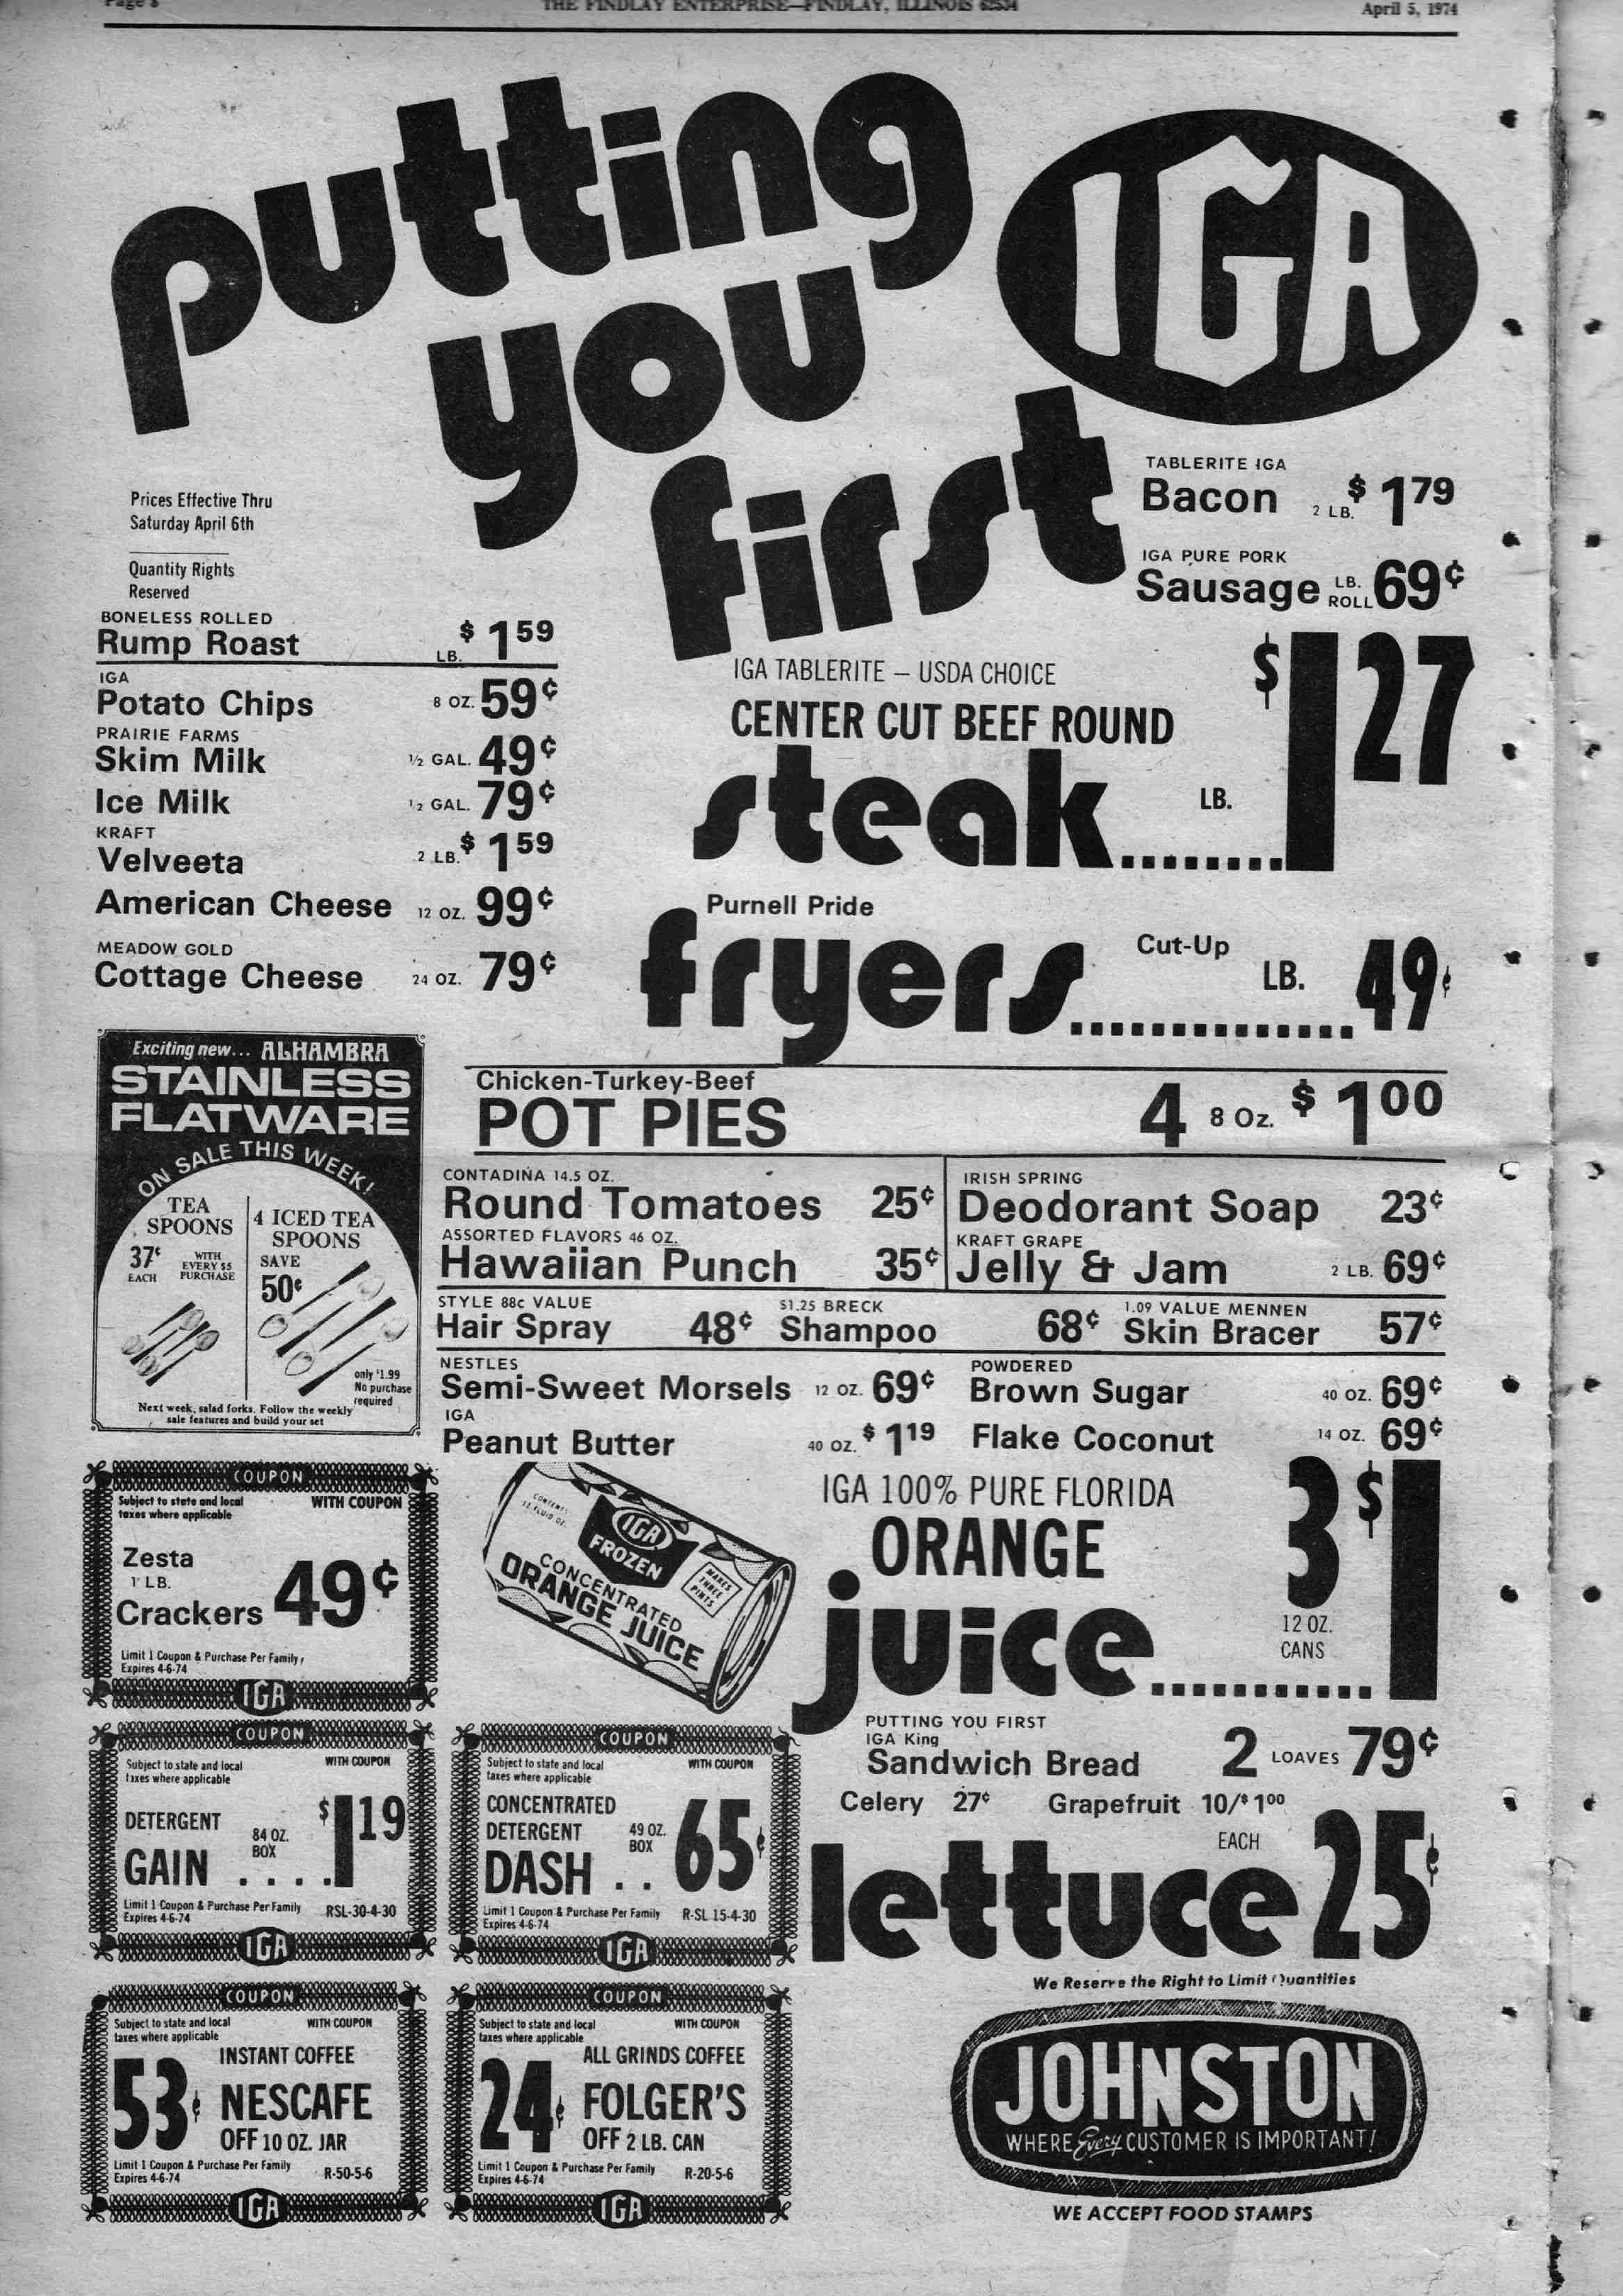 Page 8
THE FINDLAY ENTERPRISE—FINDLAY, ILLINOIS 62534
April 5, 1974
putting
you
first
IGA
Prices Effective Thru
Saturday April 6th
Quantity Rights
Reserved
TABLERITE IGA
Bacon 2 LB. $1 79
IGA PURE PORK
Sausage LB. ROLL 69¢
BONELESS ROLLED
Rump Roast LB. $1 59
IGA
Potato Chips 8 OZ. 59¢
PRAIRIE FARMS
Skim Milk ½ GAL. 49¢
Ice Milk ½ GAL. 79¢
KRAFT
Velveeta 2 LB. $1 59
American Cheese 12 OZ. 99¢
MEADOW GOLD
Cottage Cheese 24 OZ. 79¢
IGA TABLERITE – USDA CHOICE
CENTER CUT BEEF ROUND
steak........ LB. $1 27
Purnell Pride
fryers.............. Cut-Up LB. 49¢
Exciting new... ALHAMBRA
STAINLESS
FLATWARE
ON SALE THIS WEEK!
TEA
SPOONS
37¢
EACH
WITH
EVERY $5
PURCHASE
4 ICED TEA
SPOONS
SAVE
50¢
only $1.99
No purchase
required
Next week, salad forks. Follow the weekly
sale features and build your set
Chicken-Turkey-Beef
POT PIES 4 8 Oz. $1 00
CONTADINA 14.5 OZ.
Round Tomatoes 25¢
ASSORTED FLAVORS 46 OZ.
Hawaiian Punch 35¢
IRISH SPRING
Deodorant Soap 23¢
KRAFT GRAPE
Jelly & Jam 2 LB. 69¢
STYLE 88c VALUE
Hair Spray 48¢
$1.25 BRECK
Shampoo 68¢
1.09 VALUE MENNEN
Skin Bracer 57¢
NESTLES
Semi-Sweet Morsels 12 OZ. 69¢
POWDERED
Brown Sugar 40 OZ. 69¢
IGA
Peanut Butter 40 OZ. $1 19
Flake Coconut 14 OZ. 69¢
COUPON
Subject to state and local
taxes where applicable
WITH COUPON
Zesta
1 LB.
Crackers 49¢
Limit 1 Coupon & Purchase Per Family,
Expires 4-6-74
IGA
CONTENTS
12 FLUID OZ.
IGA
FROZEN
CONCENTRATED
ORANGE JUICE
MAKES
THREE
PINTS
IGA 100% PURE FLORIDA
ORANGE
juice...........
3 $1
12 OZ.
CANS
PUTTING YOU FIRST
IGA King
Sandwich Bread 2 LOAVES 79¢
Celery 27¢ Grapefruit 10/$1 00
lettuce EACH 25¢
COUPON
Subject to state and local
taxes where applicable
WITH COUPON
DETERGENT
GAIN ....
84 OZ.
BOX
$1 19
Limit 1 Coupon & Purchase Per Family
Expires 4-6-74
RSL-30-4-30
IGA
COUPON
Subject to state and local
taxes where applicable
WITH COUPON
CONCENTRATED
DETERGENT
DASH ..
49 OZ.
BOX
65¢
Limit 1 Coupon & Purchase Per Family
Expires 4-6-74
R-SL 15-4-30
IGA
COUPON
Subject to state and local
taxes where applicable
WITH COUPON
53¢
INSTANT COFFEE
NESCAFE
OFF 10 OZ. JAR
Limit 1 Coupon & Purchase Per Family
Expires 4-6-74
R-50-5-6
IGA
COUPON
Subject to state and local
taxes where applicable
WITH COUPON
24¢
ALL GRINDS COFFEE
FOLGER'S
OFF 2 LB. CAN
Limit 1 Coupon & Purchase Per Family
Expires 4-6-74
R-20-5-6
IGA
We Reserve the Right to Limit Quantities
JOHNSTON
WHERE Every CUSTOMER IS IMPORTANT!
WE ACCEPT FOOD STAMPS